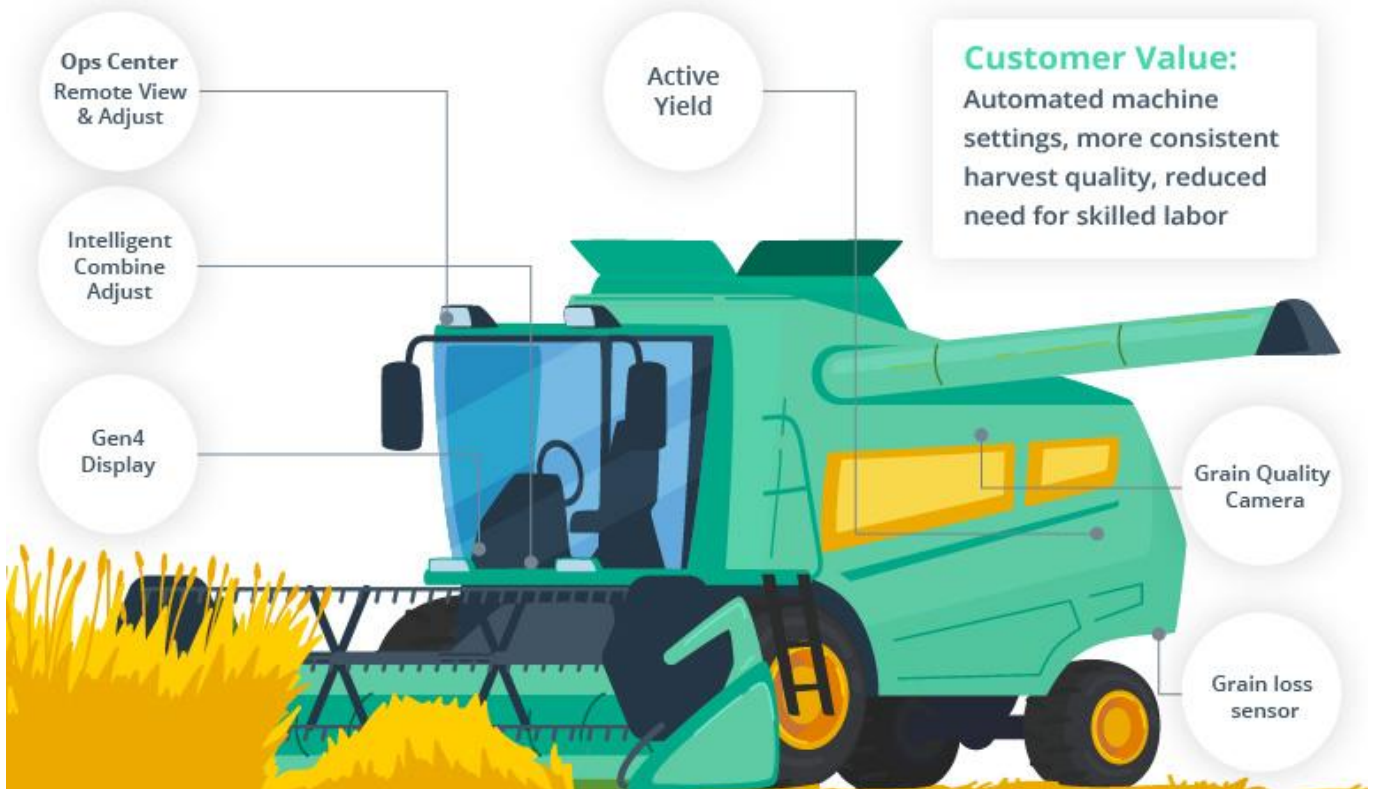 Ops Center
Remote View
& Adjust
Active
Yield
Customer Value:
Automated machine
settings, more consistent
harvest quality, reduced
need for skilled labor
Intelligent
Combine
Adjust
Gen4
Display
Grain Quality
Camera
Grain loss
sensor